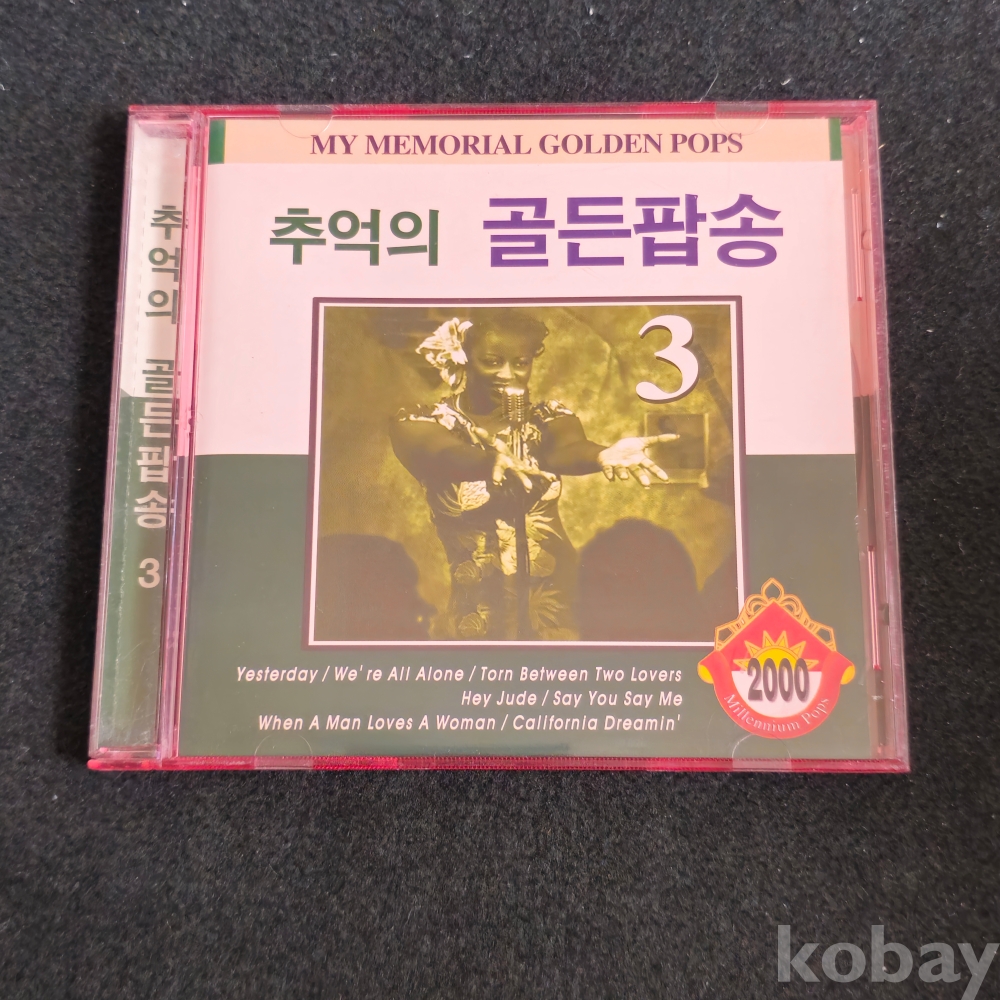 MY MEMORIAL GOLDEN POPS
추억의 골든팝송
3
Yesterday / We're All Alone / Torn Between Two Lovers
Hey Jude / Say You Say Me
When A Man Loves A Woman / California Dreamin'
2000
Millennium Pops
추억의 골든팝송 3
kobay